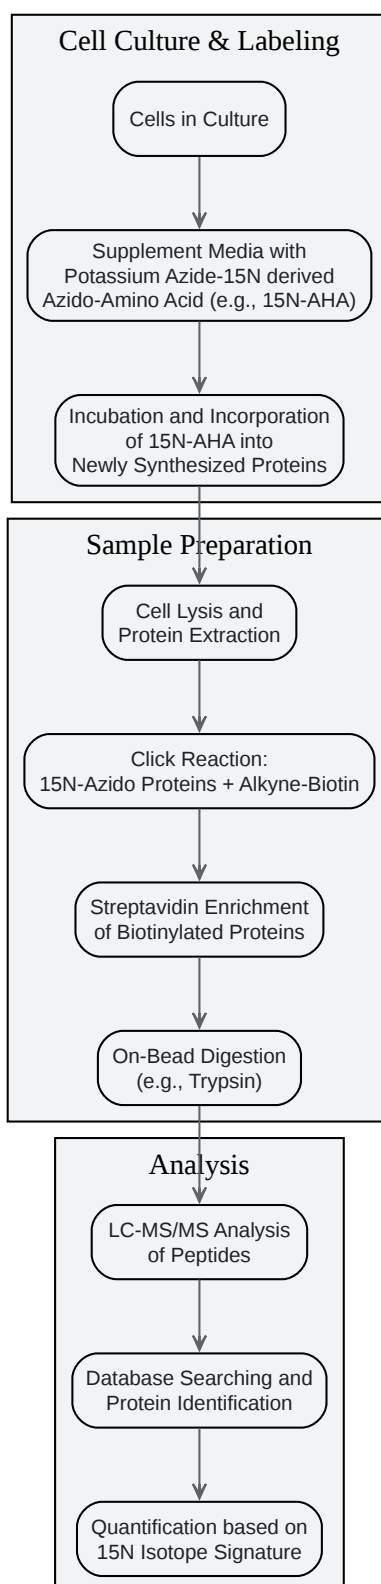 Cell Culture & Labeling
Cells in Culture
Supplement Media with
Potassium Azide-15N derived
Azido-Amino Acid (e.g., 15N-AHA)
Incubation and Incorporation
of 15N-AHA into
Newly Synthesized Proteins
Sample Preparation
Cell Lysis and
Protein Extraction
Click Reaction:
15N-Azido Proteins + Alkyne-Biotin
Streptavidin Enrichment
of Biotinylated Proteins
On-Bead Digestion
(e.g., Trypsin)
Analysis
LC-MS/MS Analysis
of Peptides
Database Searching and
Protein Identification
Quantification based on
15N Isotope Signature